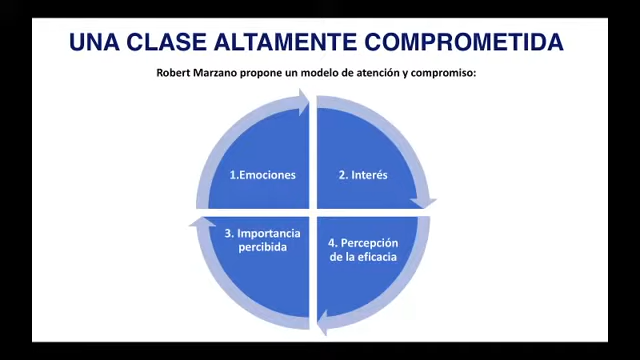 UNA CLASE ALTAMENTE COMPROMETIDA
Robert Marzano propone un modelo de atención y compromiso:
1.Emociones
2. Interés
3. Importancia
percibida
4. Percepción
de la eficacia